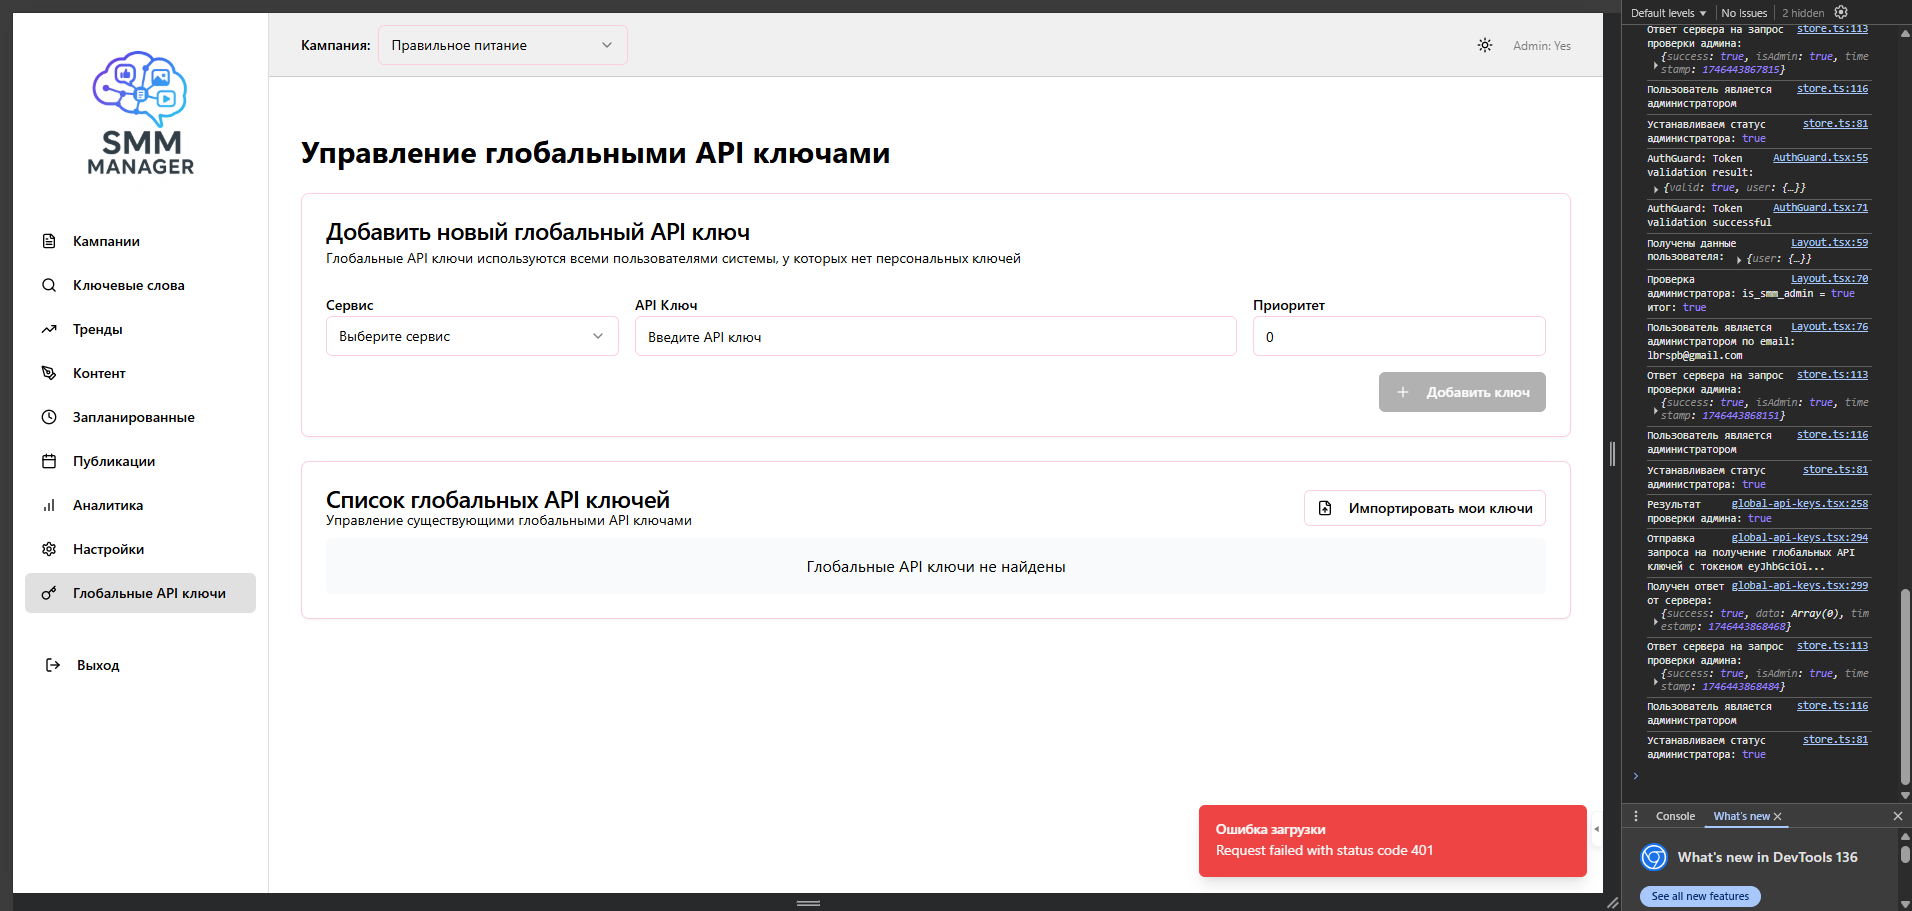 SMM
MANAGER
Кампании
Ключевые слова
Тренды
Контент
Запланированные
Публикации
Аналитика
Настройки
Глобальные API ключи
Выход
Кампания:
Правильное питание
Admin: Yes
Управление глобальными API ключами
Добавить новый глобальный API ключ
Глобальные API ключи используются всеми пользователями системы, у которых нет персональных ключей
Сервис
API Ключ
Приоритет
Выберите сервис
Введите API ключ
0
+ Добавить ключ
Список глобальных API ключей
Управление существующими глобальными API ключами
Импортировать мои ключи
Глобальные API ключи не найдены
Ошибка загрузки
Request failed with status code 401
Default levels
No Issues
2 hidden
Ответ сервера на запрос store.ts:113
проверки админа:
{success: true, isAdmin: true, time
stamp: 1746443867815}
Пользователь является store.ts:116
администратором
Устанавливаем статус store.ts:81
администратора: true
AuthGuard: Token AuthGuard.tsx:55
validation result:
{valid: true, user: {…}}
AuthGuard: Token AuthGuard.tsx:71
validation successful
Получены данные Layout.tsx:59
пользователя: {user: {…}}
Проверка Layout.tsx:70
администратора: is_smm_admin = true
итог: true
Пользователь является Layout.tsx:76
администратором по email:
lbrspb@gmail.com
Ответ сервера на запрос store.ts:113
проверки админа:
{success: true, isAdmin: true, time
stamp: 1746443868151}
Пользователь является store.ts:116
администратором
Устанавливаем статус store.ts:81
администратора: true
Результат global-api-keys.tsx:258
проверки админа: true
Отправка global-api-keys.tsx:294
запроса на получение глобальных API
ключей с токеном eyJhbGciOi...
Получен ответ global-api-keys.tsx:299
от сервера:
{success: true, data: Array(0), tim
estamp: 1746443868468}
Ответ сервера на запрос store.ts:113
проверки админа:
{success: true, isAdmin: true, time
stamp: 1746443868484}
Пользователь является store.ts:116
администратором
Устанавливаем статус store.ts:81
администратора: true
Console
What's new
What's new in DevTools 136
See all new features